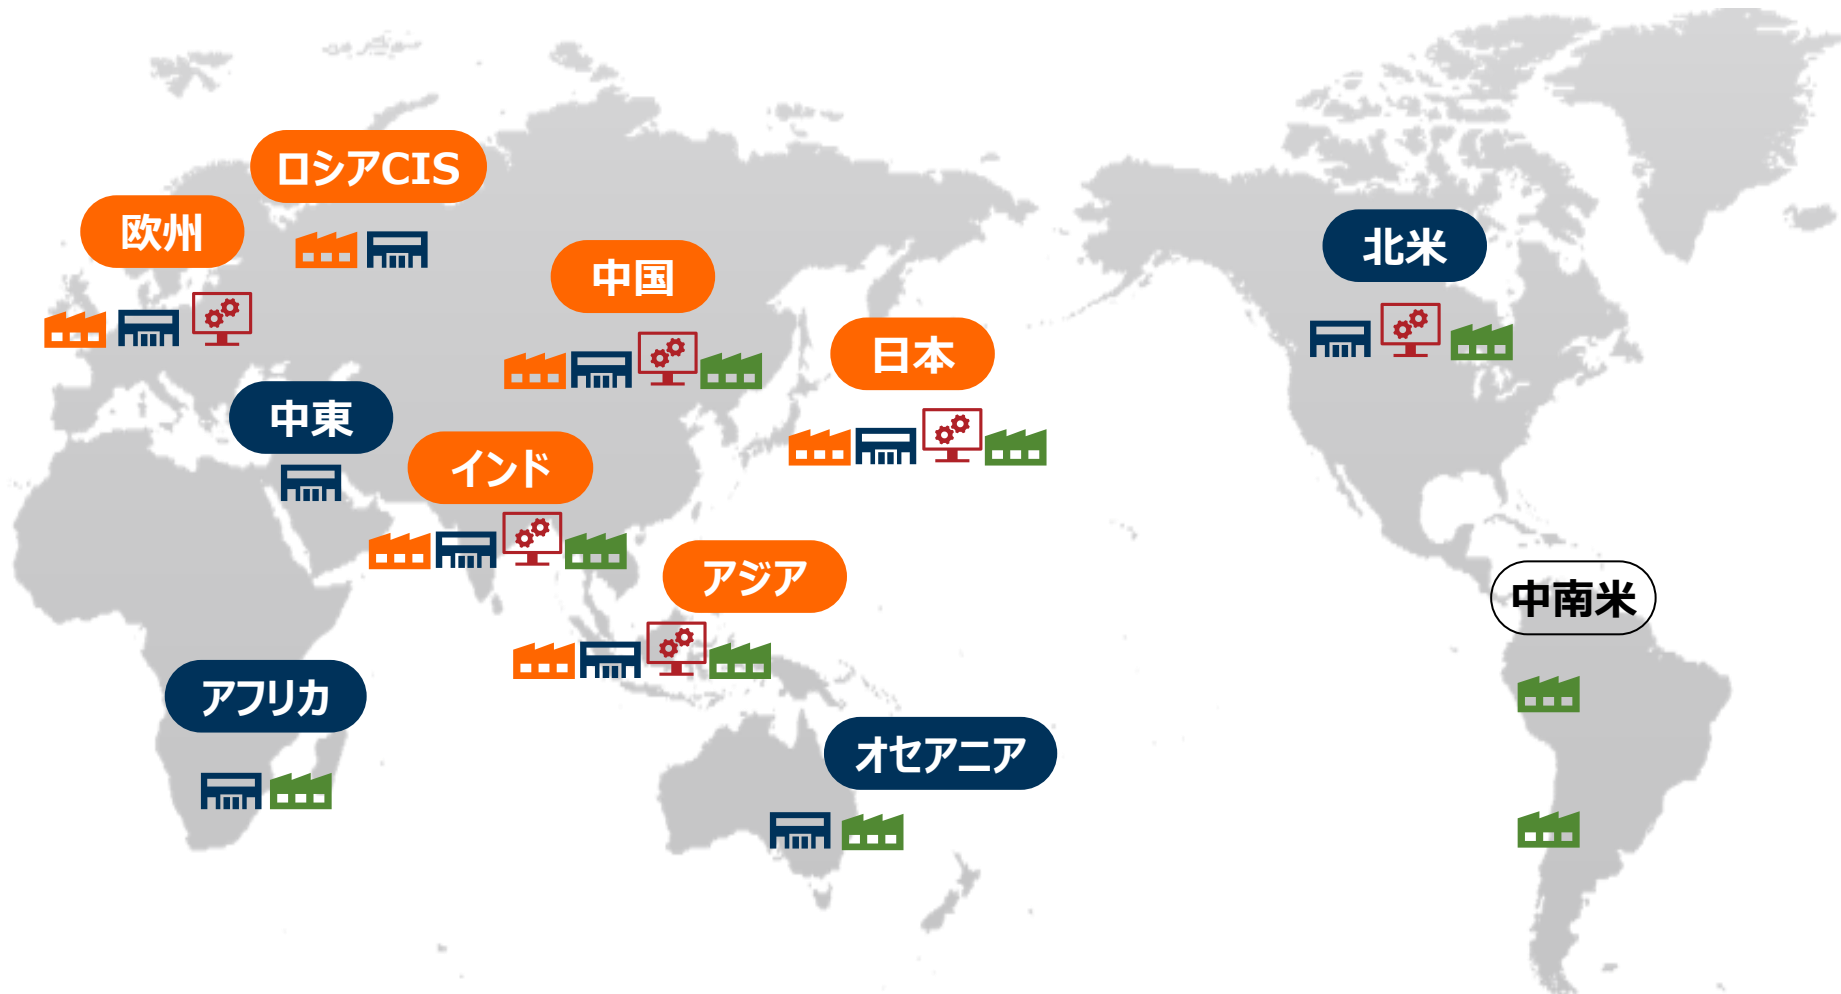 ロシアCIS
欧州
北米
中国
日本
中東
インド
アジア
中南米
アフリカ
オセアニア